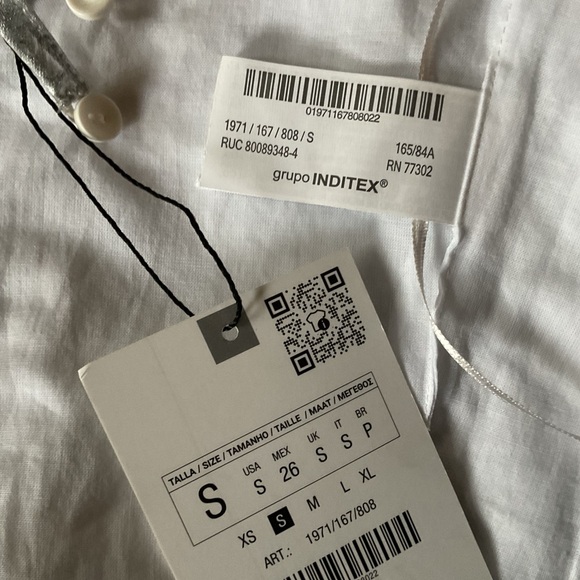 01971167808022
1971 / 167 / 808 / S 165/84A
RUC 80089348-4 RN 77302
grupo INDITEX®
TALLA / SIZE / TAMANHO / TAILLE / MAAT / ΜΕΓΕΘΟΣ
USA MEX UK IT BR
S S 26 S S P
XS S M L XL
ART.: 1971/167/808
8022